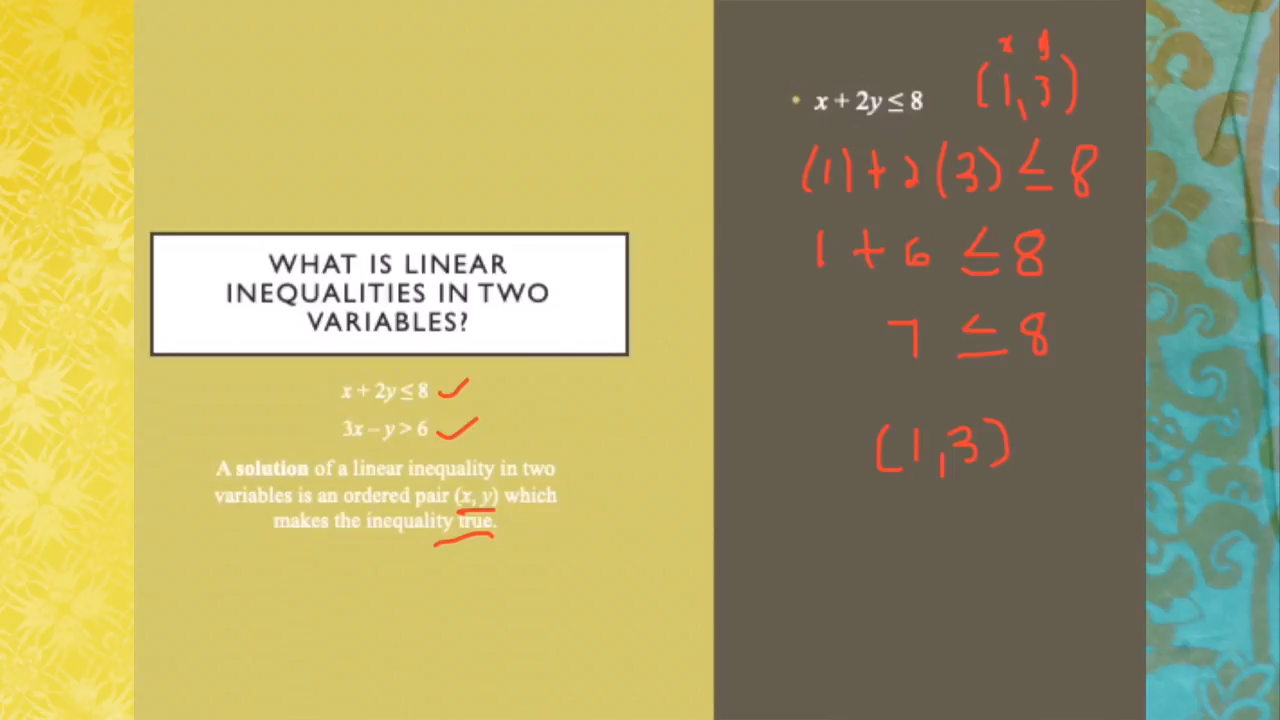 WHAT IS LINEAR
INEQUALITIES IN TWO
VARIABLES?
x + 2y ≤ 8
3x – y > 6
A solution of a linear inequality in two
variables is an ordered pair (x, y) which
makes the inequality true.
x y
• x + 2y ≤ 8 (1,3)
(1)+2(3) ≤ 8
1 + 6 ≤ 8
7 ≤ 8
(1,3)